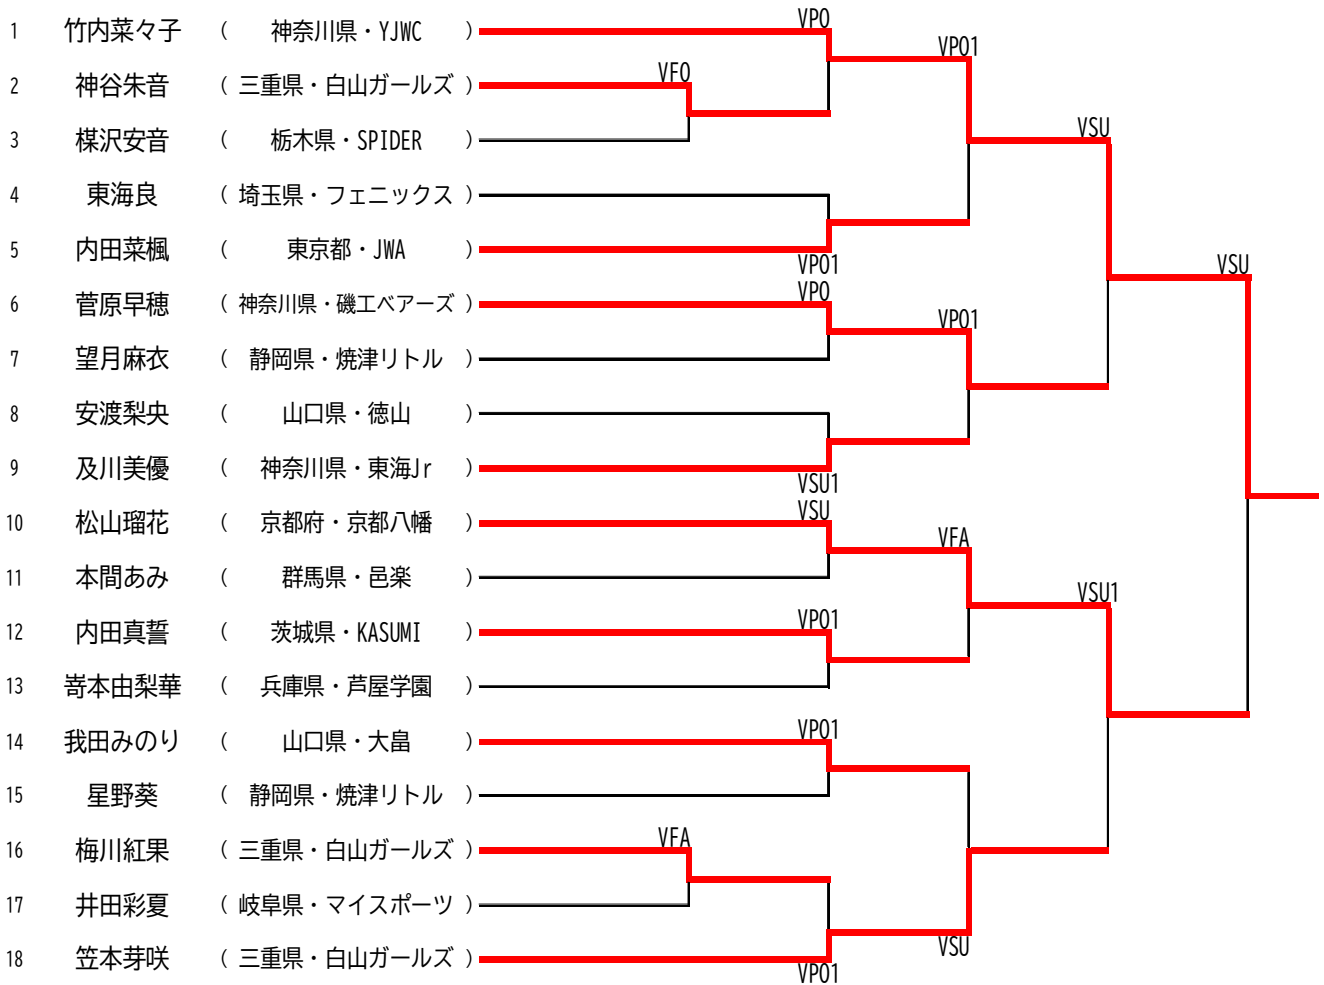 1 竹内菜々子 ( 神奈川県・YJWC ) VPO
VPO1
2 神谷朱音 ( 三重県・白山ガールズ ) VFO
VSU
3 楳沢安音 ( 栃木県・SPIDER )
4 東海良 ( 埼玉県・フェニックス )
5 内田菜楓 ( 東京都・JWA ) VPO1
VSU
6 菅原早穂 ( 神奈川県・磯工ベアーズ ) VPO
VPO1
7 望月麻衣 ( 静岡県・焼津リトル )
8 安渡梨央 ( 山口県・徳山 )
9 及川美優 ( 神奈川県・東海Jr ) VSU1
10 松山瑠花 ( 京都府・京都八幡 ) VSU
VFA
11 本間あみ ( 群馬県・邑楽 )
VSU1
12 内田真誓 ( 茨城県・KASUMI ) VPO1
13 嵜本由梨華 ( 兵庫県・芦屋学園 )
14 我田みのり ( 山口県・大畠 ) VPO1
15 星野葵 ( 静岡県・焼津リトル )
16 梅川紅果 ( 三重県・白山ガールズ ) VFA
17 井田彩夏 ( 岐阜県・マイスポーツ )
VSU
18 笠本芽咲 ( 三重県・白山ガールズ ) VPO1